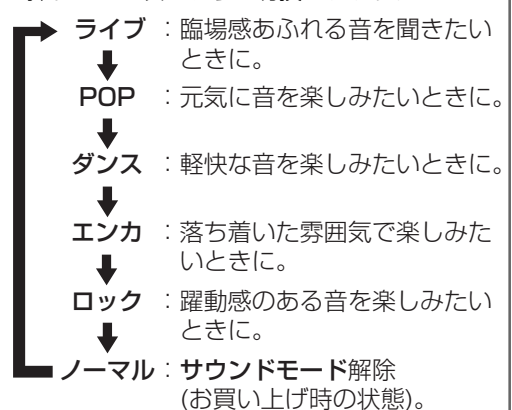 ライブ：臨場感あふれる音を聞きたい
ときに。
POP：元気に音を楽しみたいときに。
ダンス：軽快な音を楽しみたいときに。
エンカ：落ち着いた雰囲気で楽しみた
いときに。
ロック：躍動感のある音を楽しみたい
ときに。
ノーマル：サウンドモード解除
(お買い上げ時の状態)。